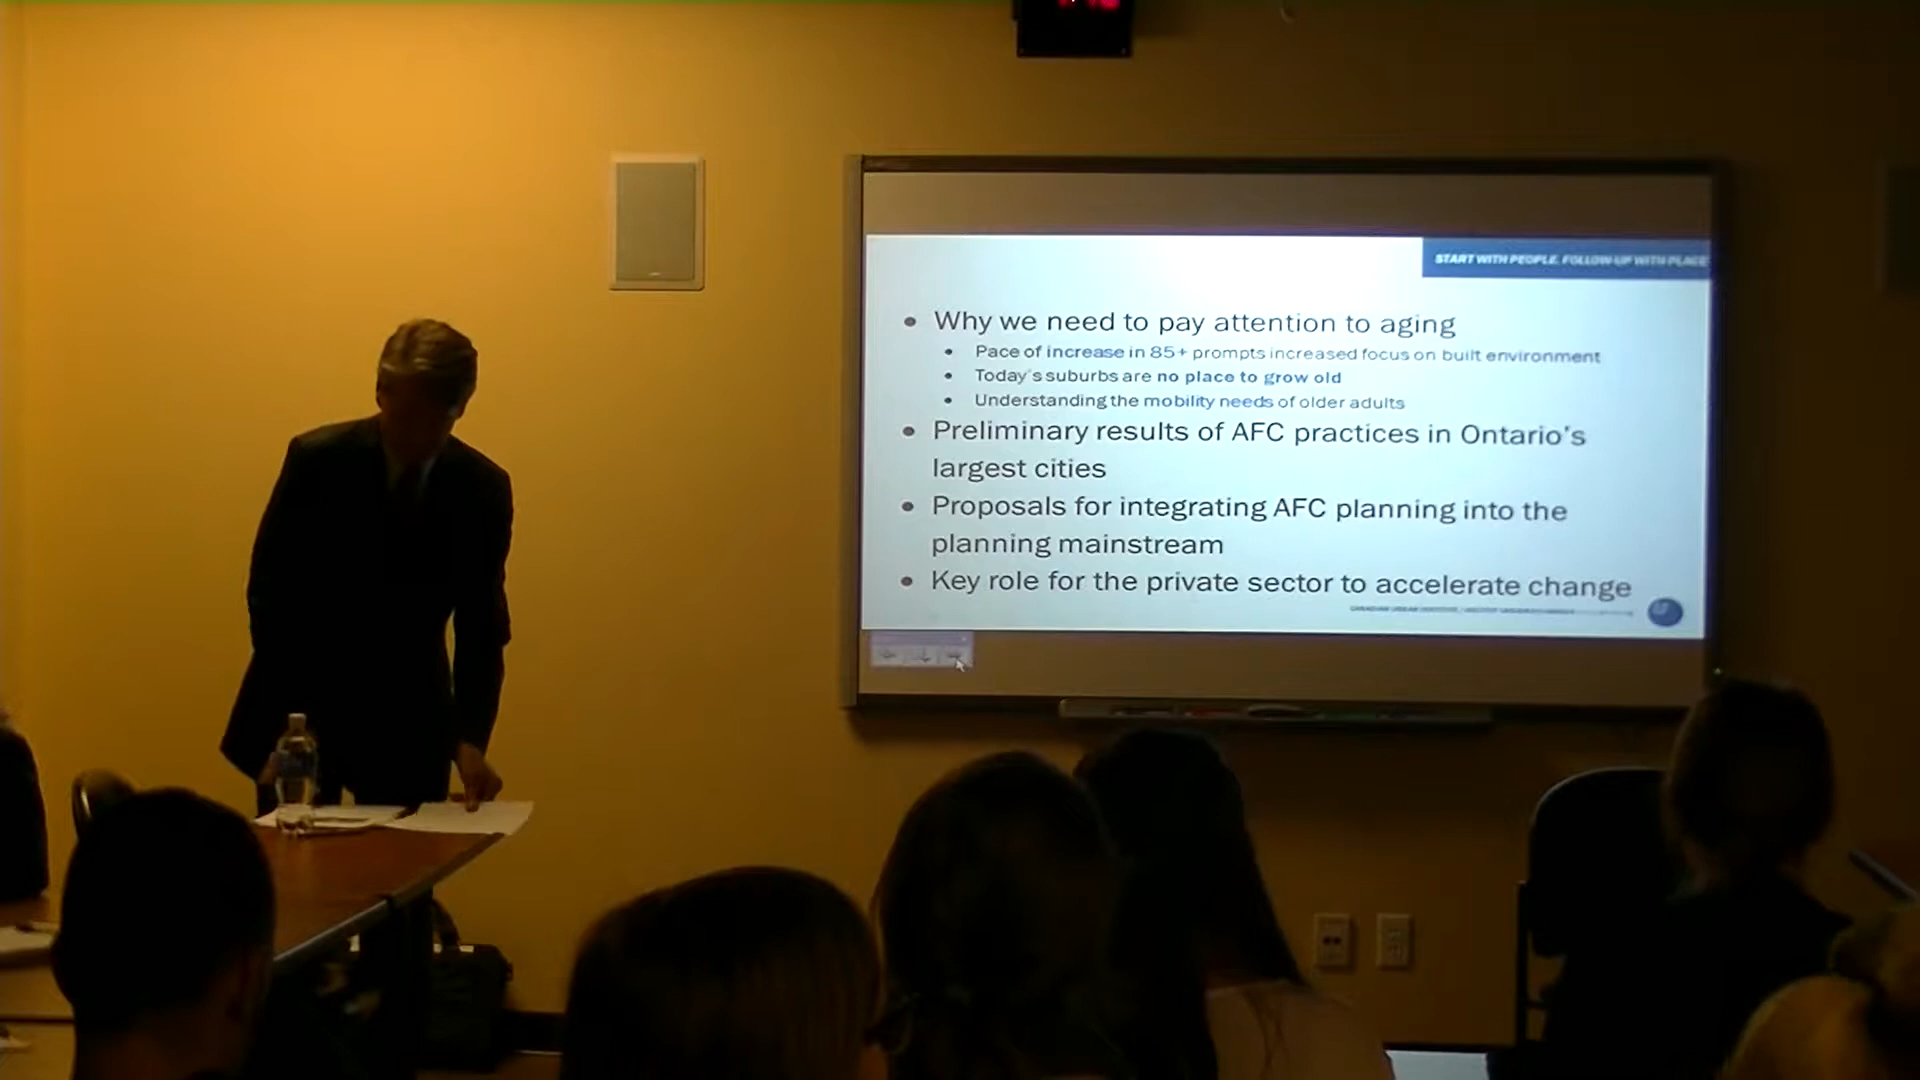 START WITH PEOPLE. FOLLOW-UP WITH PLACE
• Why we need to pay attention to aging
• Pace of increase in 85+ prompts increased focus on built environment
• Today's suburbs are no place to grow old
• Understanding the mobility needs of older adults
• Preliminary results of AFC practices in Ontario's
largest cities
• Proposals for integrating AFC planning into the
planning mainstream
• Key role for the private sector to accelerate change